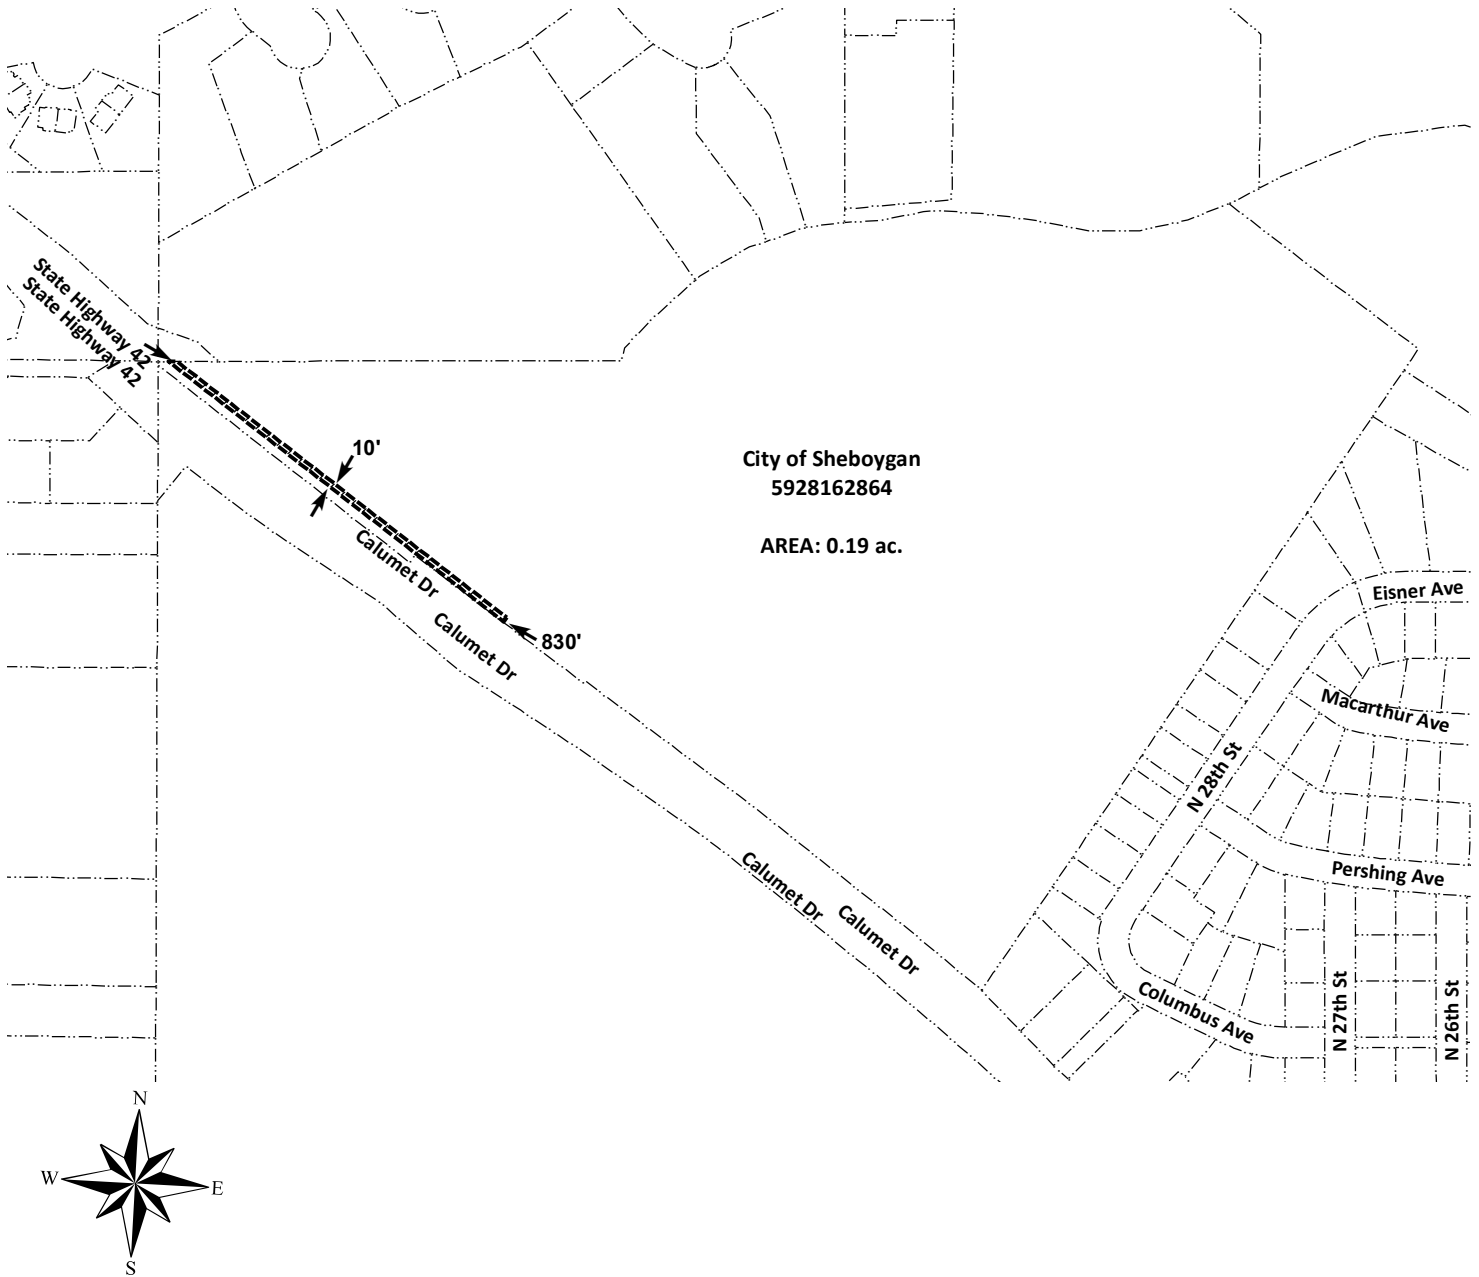 State Highway 42
State Highway 42
10'
City of Sheboygan
5928162864
AREA: 0.19 ac.
Calumet Dr
Calumet Dr
830'
Eisner Ave
Macarthur Ave
N 28th St
Pershing Ave
Calumet Dr
Calumet Dr
Columbus Ave
N 27th St
N 26th St
N
W
E
S